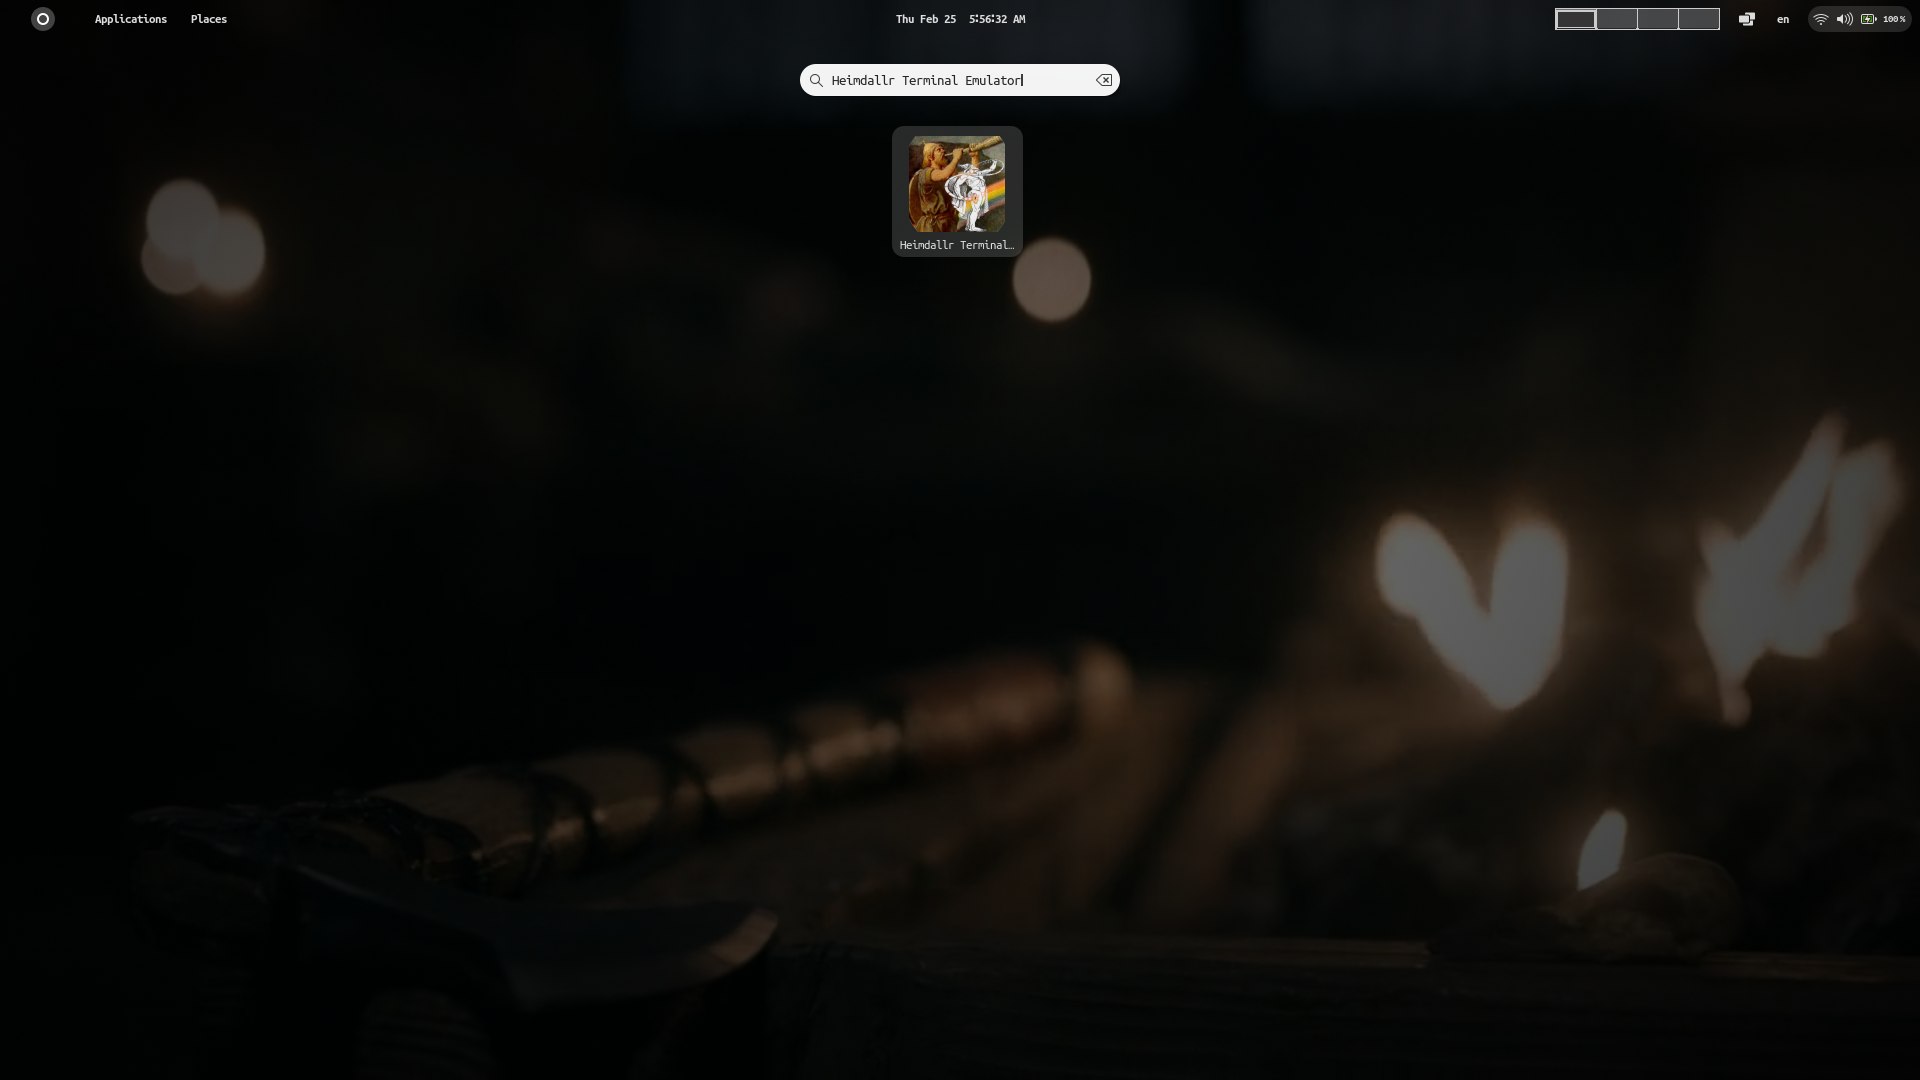 Applications Places Thu Feb 25 5:56:32 AM en 100%
Heimdallr Terminal Emulator
Heimdallr Terminal…